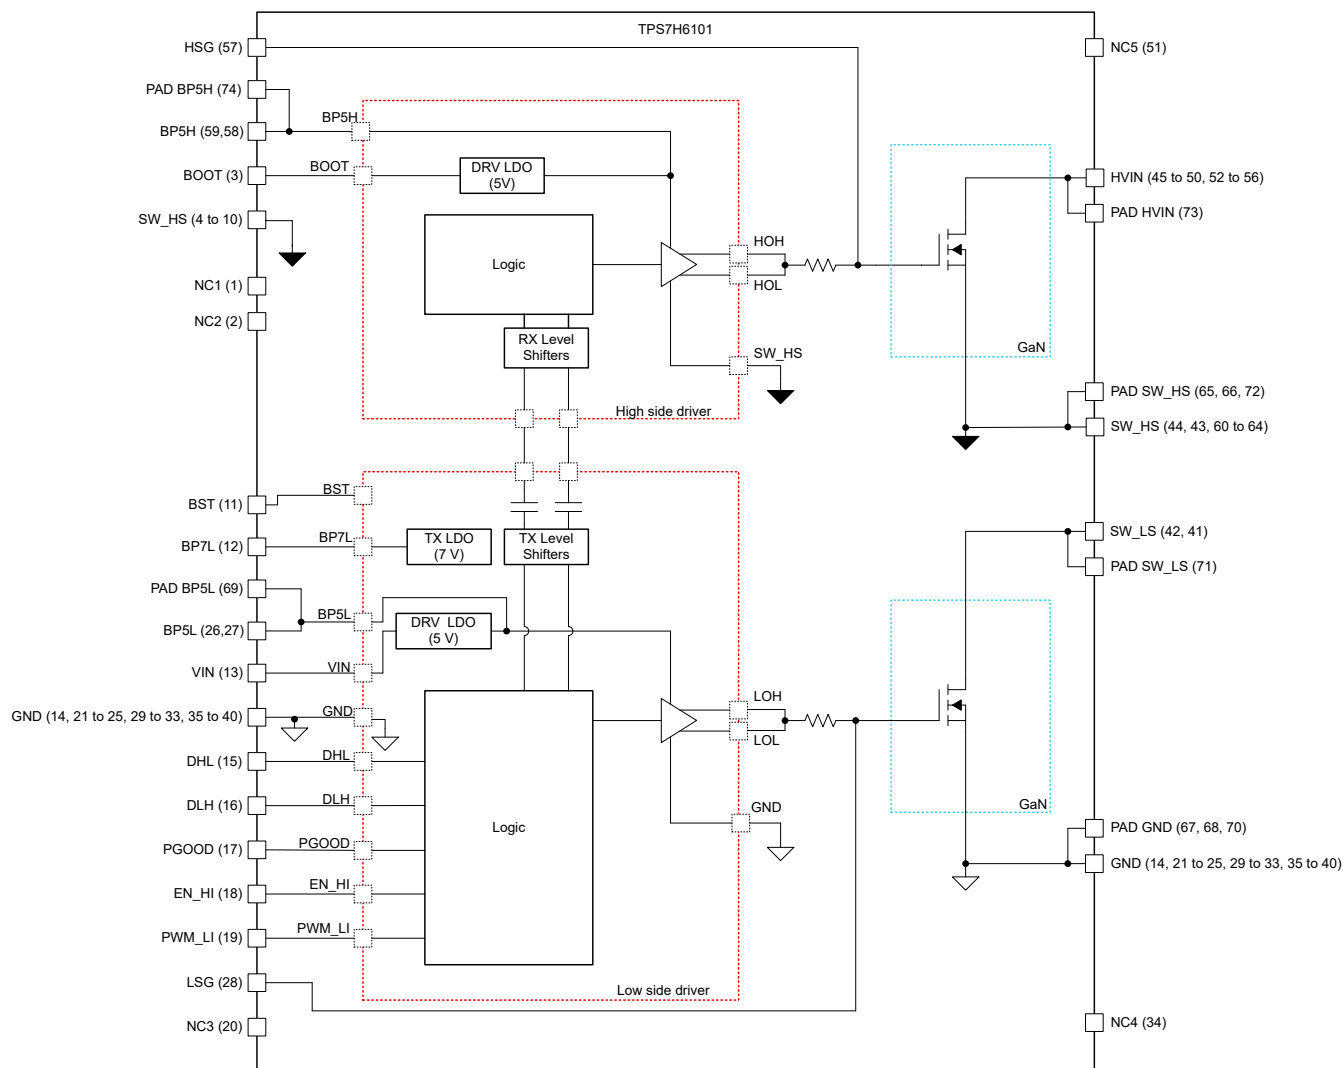 TPS7H6101
HSG (57)
NC5 (51)
PAD BP5H (74)
BP5H (59,58)
BP5H
BOOT (3)
BOOT
DRV LDO
(5V)
HVIN (45 to 50, 52 to 56)
PAD HVIN (73)
SW_HS (4 to 10)
Logic
HOH
HOL
NC1 (1)
NC2 (2)
RX Level
Shifters
SW_HS
GaN
High side driver
PAD SW_HS (65, 66, 72)
SW_HS (44, 43, 60 to 64)
BST (11)
BST
BP7L (12)
BP7L
TX LDO
(7 V)
TX Level
Shifters
SW_LS (42, 41)
PAD SW_LS (71)
PAD BP5L (69)
BP5L (26,27)
BP5L
DRV LDO
(5 V)
VIN (13)
VIN
GND (14, 21 to 25, 29 to 33, 35 to 40)
GND
LOH
LOL
DHL (15)
DHL
DLH (16)
DLH
Logic
GND
GaN
PGOOD (17)
PGOOD
PAD GND (67, 68, 70)
GND (14, 21 to 25, 29 to 33, 35 to 40)
EN_HI (18)
EN_HI
PWM_LI (19)
PWM_LI
LSG (28)
Low side driver
NC3 (20)
NC4 (34)